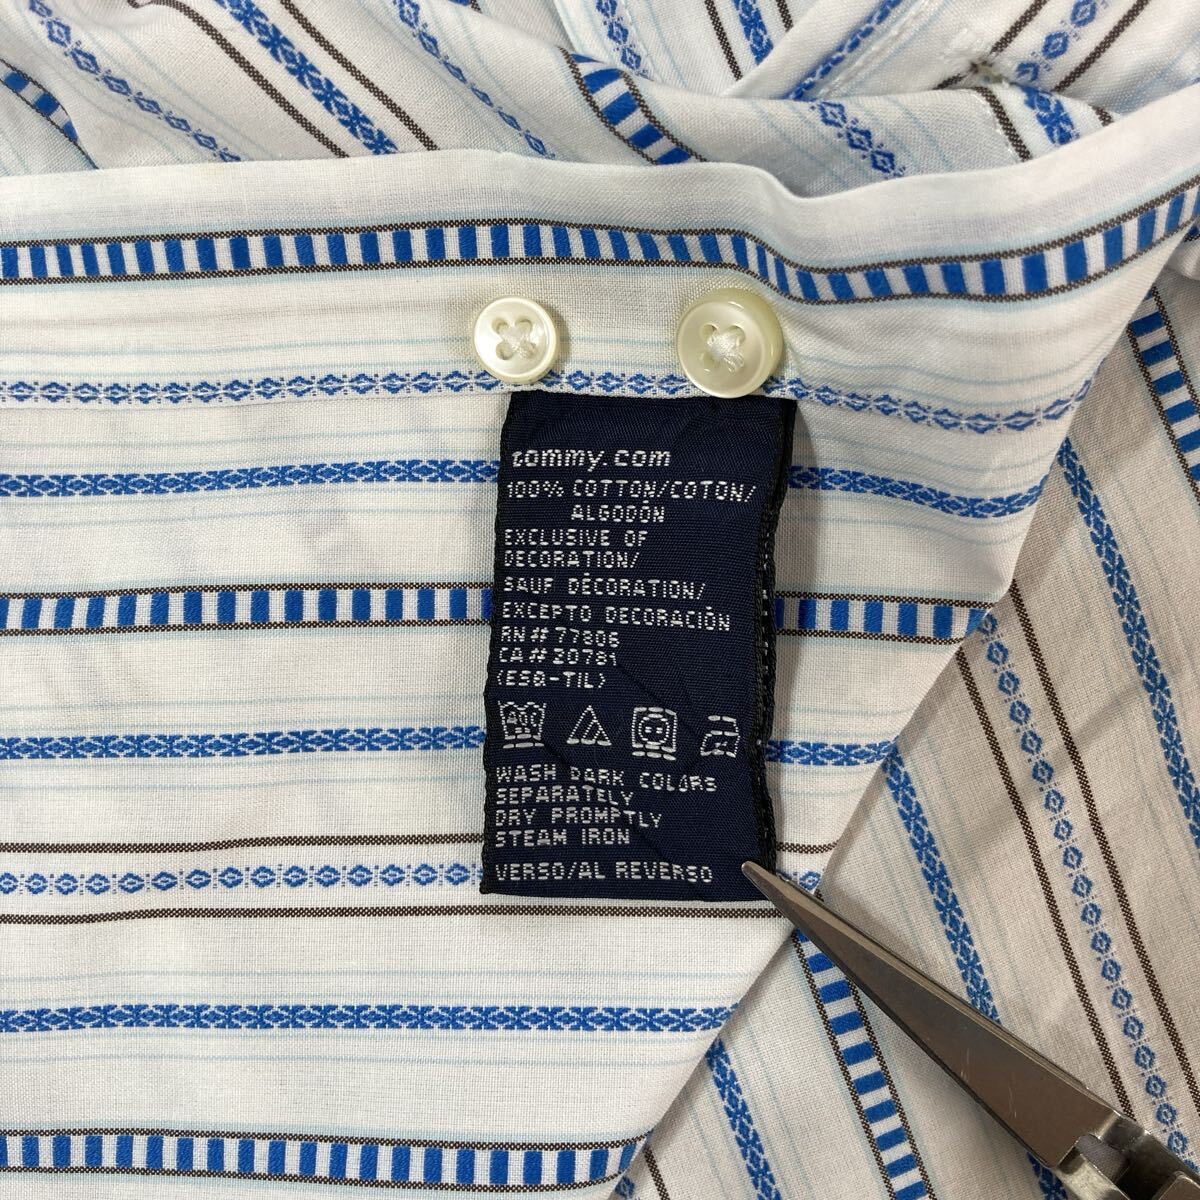 tommy.com
100% COTTON/COTON/
ALGODÓN
EXCLUSIVE OF
DECORATION/
SAUF DÉCORATION/
EXCEPTO DECORACIÓN
RN# 77806
CA# 20781
(ESQ-TIL)
40C
WASH DARK COLORS
SEPARATELY
DRY PROMPTLY
STEAM IRON
VERSO/AL REVERSO